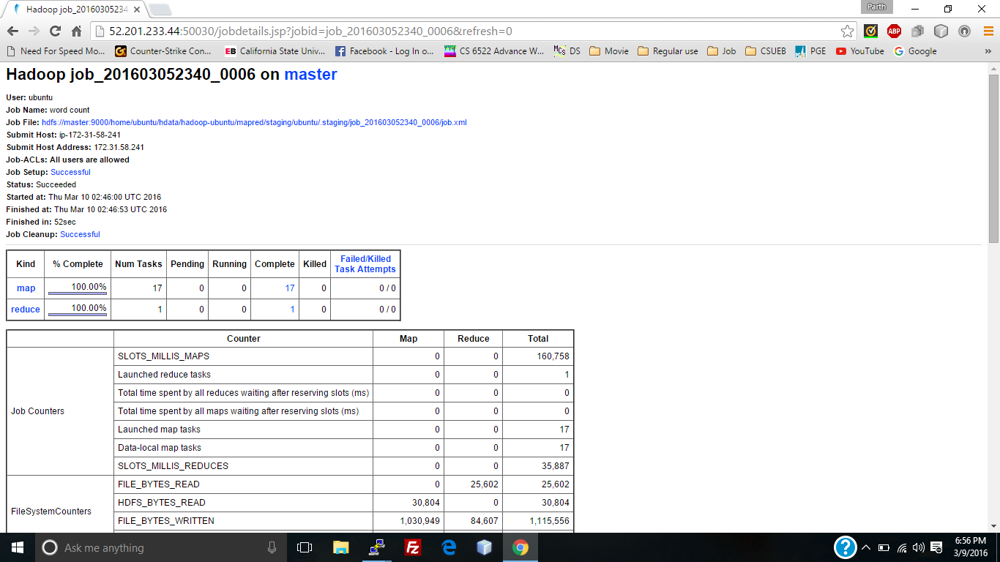 Hadoop job_20160305234
Parth
52.201.233.44:50030/jobdetails.jsp?jobid=job_201603052340_0006&refresh=0
ABP
Need For Speed Mo... Counter-Strike Con... EB California State Univ... Facebook - Log In o... CS 6522 Advance W... DS Movie Regular use Job CSUEB PGE YouTube Google »
Hadoop job_201603052340_0006 on master
User: ubuntu
Job Name: word count
Job File: hdfs://master:9000/home/ubuntu/hdata/hadoop-ubuntu/mapred/staging/ubuntu/.staging/job_201603052340_0006/job.xml
Submit Host: ip-172-31-58-241
Submit Host Address: 172.31.58.241
Job-ACLs: All users are allowed
Job Setup: Successful
Status: Succeeded
Started at: Thu Mar 10 02:46:00 UTC 2016
Finished at: Thu Mar 10 02:46:53 UTC 2016
Finished in: 52sec
Job Cleanup: Successful
Kind % Complete Num Tasks Pending Running Complete Killed Failed/Killed Task Attempts
map 100.00% 17 0 0 17 0 0 / 0
reduce 100.00% 1 0 0 1 0 0 / 0
Counter Map Reduce Total
Job Counters
SLOTS_MILLIS_MAPS 0 0 160,758
Launched reduce tasks 0 0 1
Total time spent by all reduces waiting after reserving slots (ms) 0 0 0
Total time spent by all maps waiting after reserving slots (ms) 0 0 0
Launched map tasks 0 0 17
Data-local map tasks 0 0 17
SLOTS_MILLIS_REDUCES 0 0 35,887
FileSystemCounters
FILE_BYTES_READ 0 25,602 25,602
HDFS_BYTES_READ 30,804 0 30,804
FILE_BYTES_WRITTEN 1,030,949 84,607 1,115,556
Ask me anything
Fz
?
6:56 PM
3/9/2016